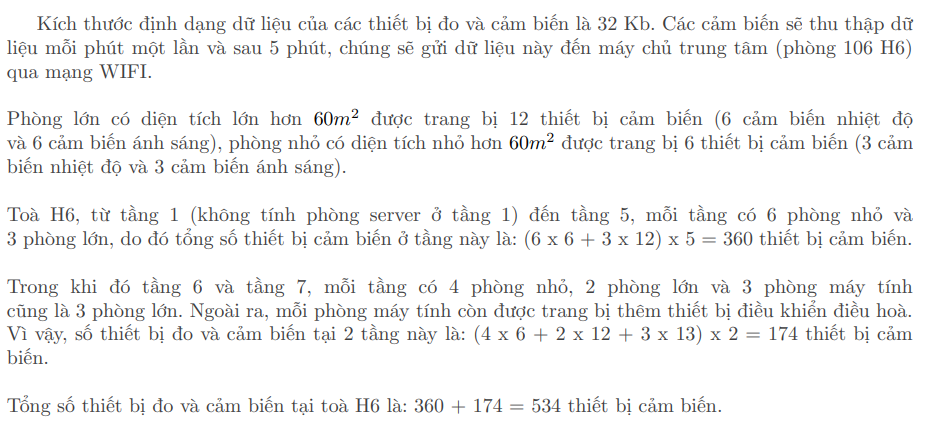 Kích thước định dạng dữ liệu của các thiết bị đo và cảm biến là 32 Kb. Các cảm biến sẽ thu thập dữ
liệu mỗi phút một lần và sau 5 phút, chúng sẽ gửi dữ liệu này đến máy chủ trung tâm (phòng 106 H6)
qua mạng WIFI.
Phòng lớn có diện tích lớn hơn 60m² được trang bị 12 thiết bị cảm biến (6 cảm biến nhiệt độ
và 6 cảm biến ánh sáng), phòng nhỏ có diện tích nhỏ hơn 60m² được trang bị 6 thiết bị cảm biến (3 cảm
biến nhiệt độ và 3 cảm biến ánh sáng).
Toà H6, từ tầng 1 (không tính phòng server ở tầng 1) đến tầng 5, mỗi tầng có 6 phòng nhỏ và
3 phòng lớn, do đó tổng số thiết bị cảm biến ở tầng này là: (6 x 6 + 3 x 12) x 5 = 360 thiết bị cảm biến.
Trong khi đó tầng 6 và tầng 7, mỗi tầng có 4 phòng nhỏ, 2 phòng lớn và 3 phòng máy tính
cũng là 3 phòng lớn. Ngoài ra, mỗi phòng máy tính còn được trang bị thêm thiết bị điều khiển điều hoà.
Vì vậy, số thiết bị đo và cảm biến tại 2 tầng này là: (4 x 6 + 2 x 12 + 3 x 13) x 2 = 174 thiết bị cảm
biến.
Tổng số thiết bị đo và cảm biến tại toà H6 là: 360 + 174 = 534 thiết bị cảm biến.